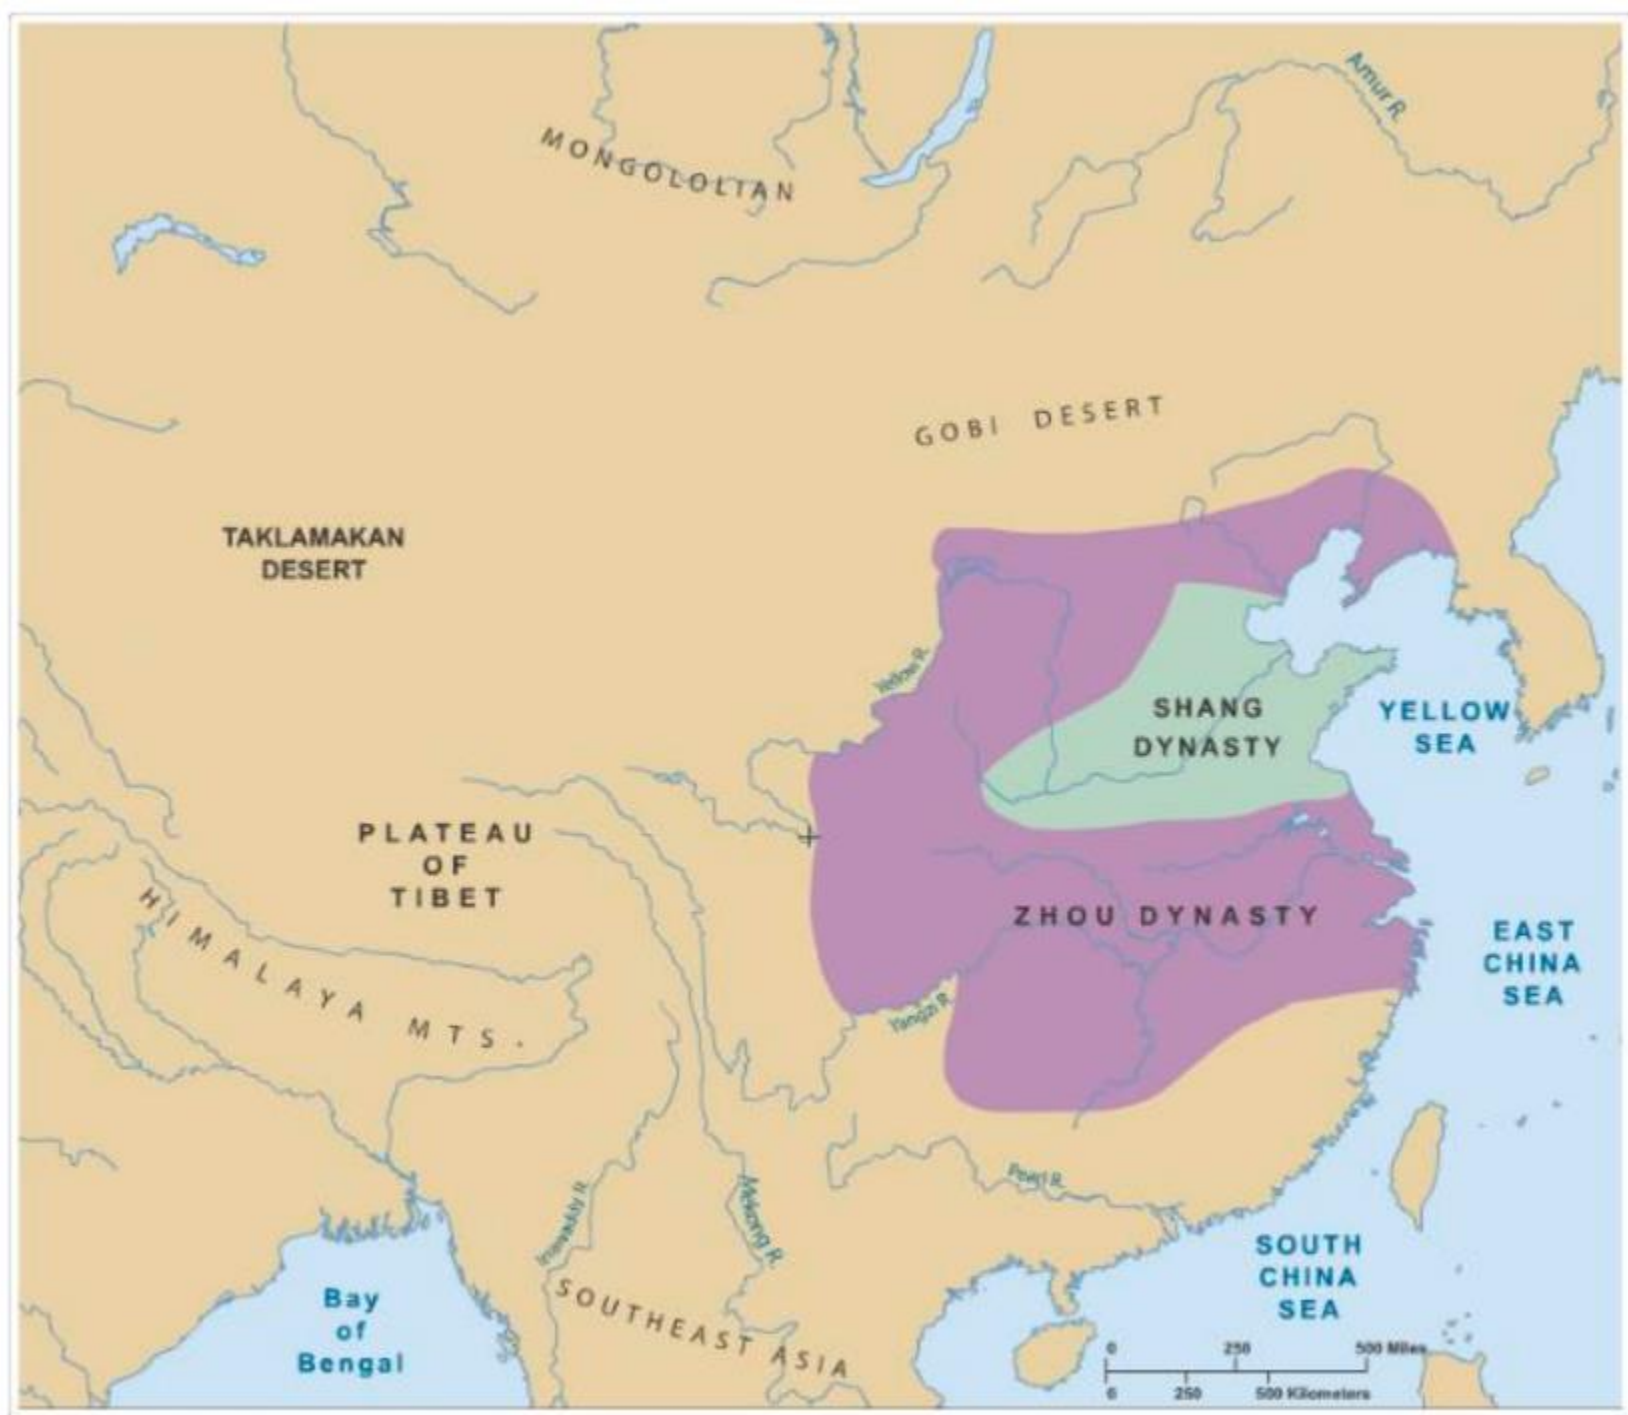 Amur R.
MONGOLOLIAN
GOBI DESERT
TAKLAMAKAN
DESERT
Yellow R.
SHANG
DYNASTY
YELLOW
SEA
PLATEAU
OF
TIBET
HIMALAYA MTS.
ZHOU DYNASTY
EAST
CHINA
SEA
Yangzi R.
Pearl R.
Irrawaddy R.
Mekong R.
SOUTH
CHINA
SEA
SOUTHEAST ASIA
Bay
of
Bengal
0 250 500 Miles
0 250 500 Kilometers